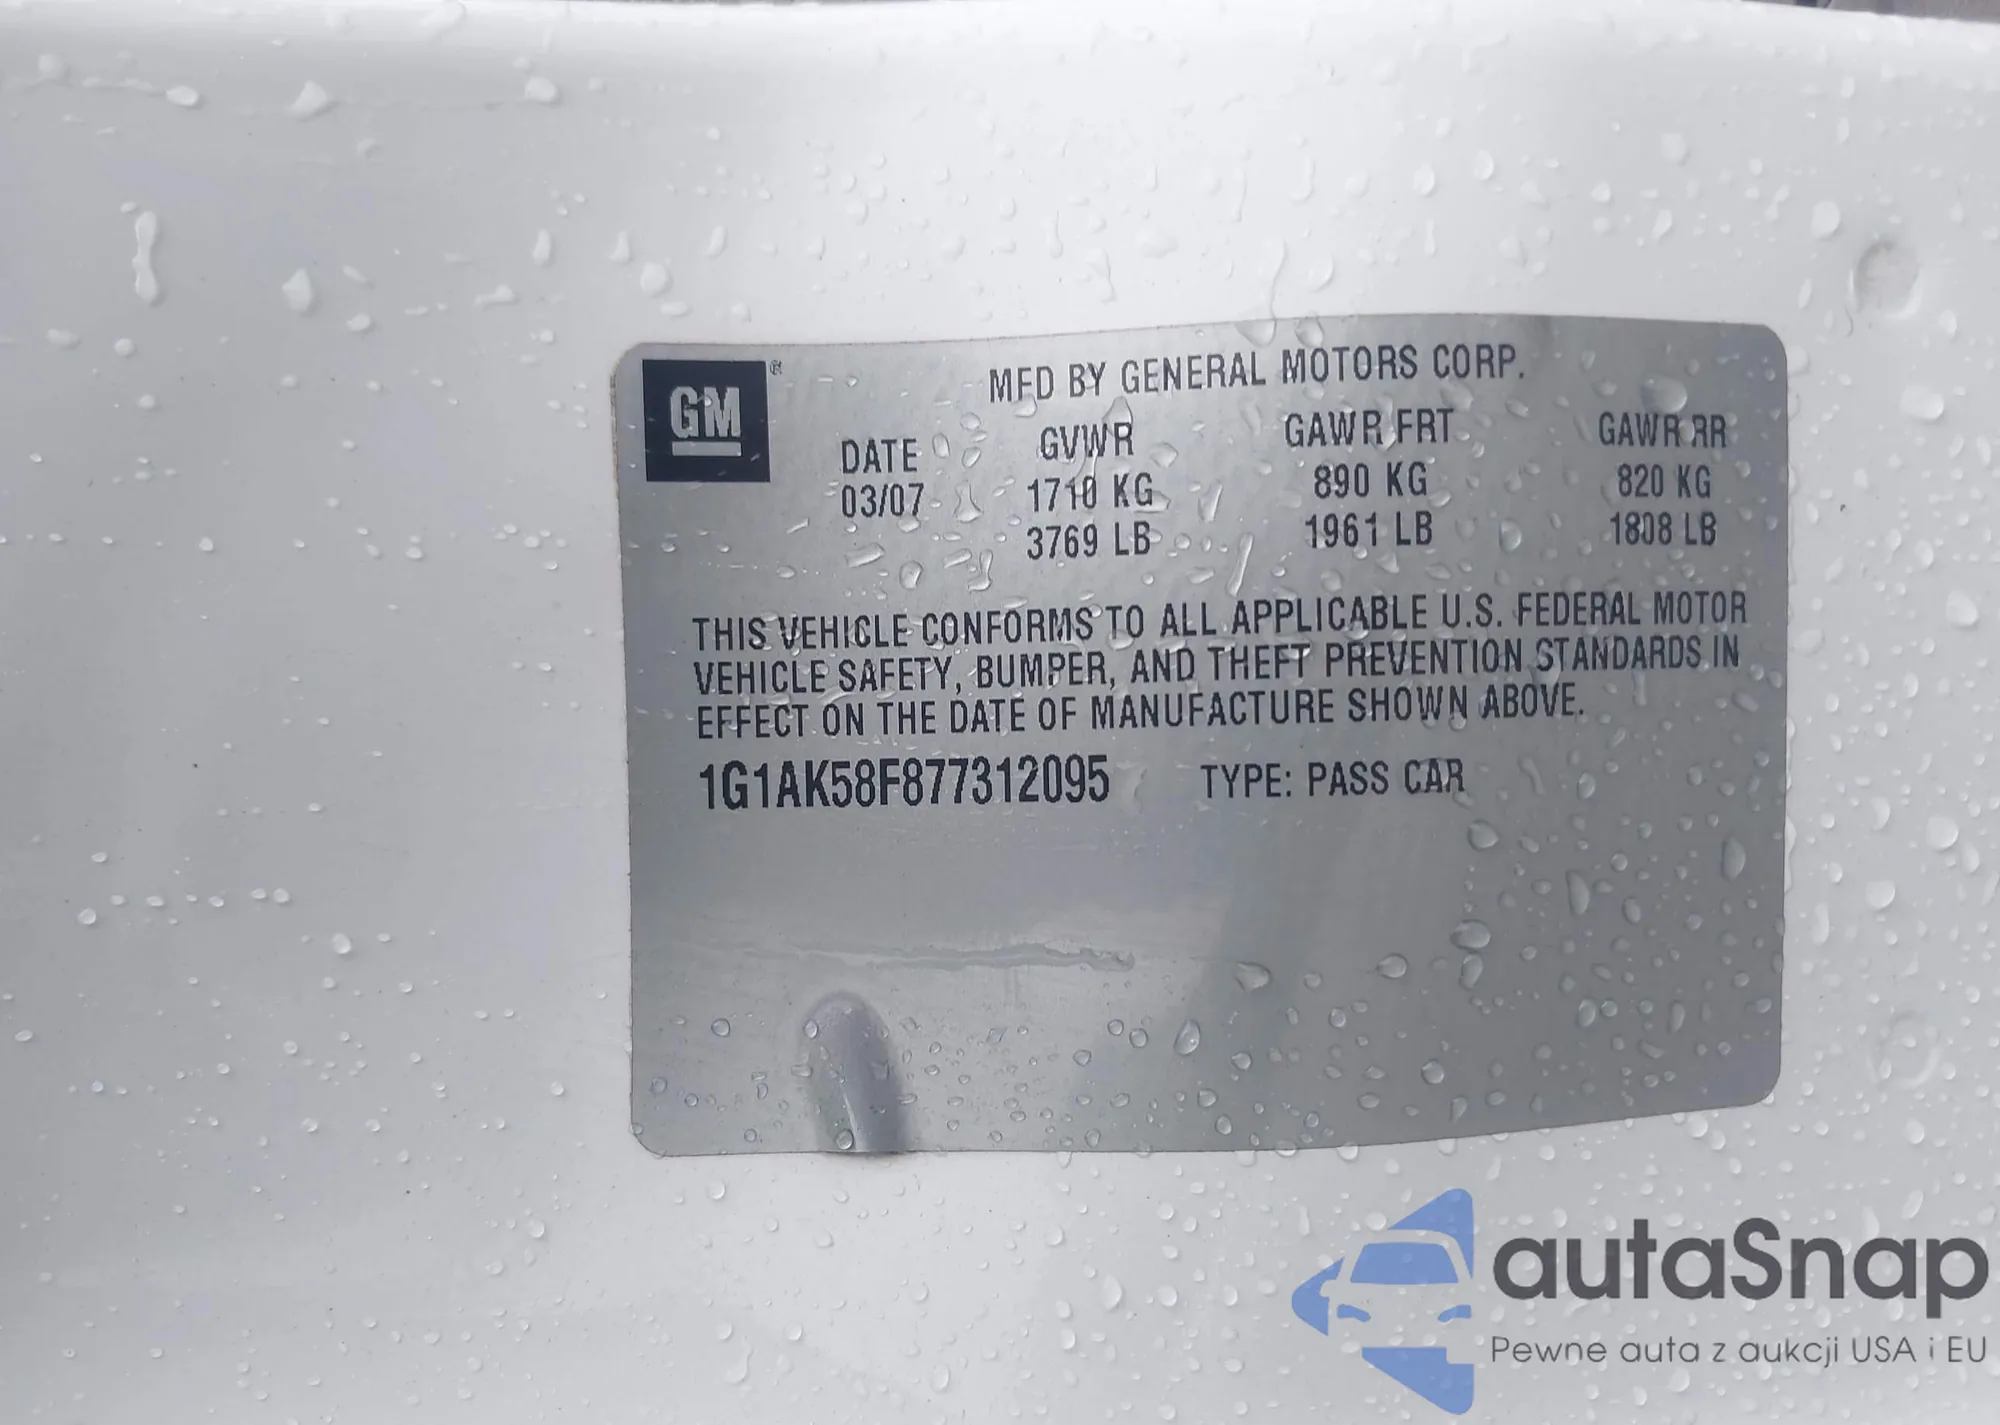 GM®
MFD BY GENERAL MOTORS CORP.
DATE GVWR GAWR FRT GAWR RR
03/07 1710 KG 890 KG 820 KG
3769 LB 1961 LB 1808 LB
THIS VEHICLE CONFORMS TO ALL APPLICABLE U.S. FEDERAL MOTOR
VEHICLE SAFETY, BUMPER, AND THEFT PREVENTION STANDARDS IN
EFFECT ON THE DATE OF MANUFACTURE SHOWN ABOVE.
1G1AK58F877312095 TYPE: PASS CAR
autaSnap
Pewne auta z aukcji USA i EU